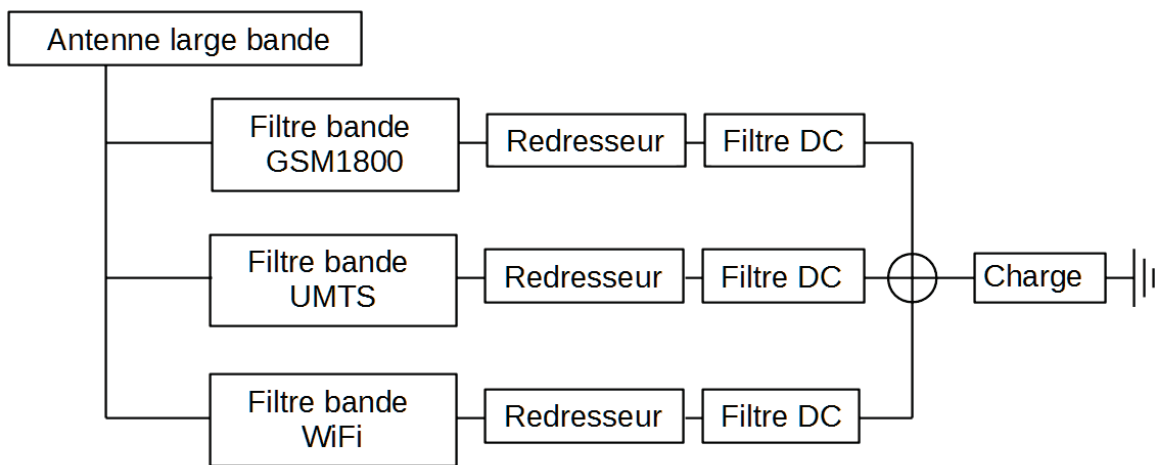 Antenne large bande
Filtre bande
GSM1800
Redresseur
Filtre DC
Filtre bande
UMTS
Redresseur
Filtre DC
Charge
Filtre bande
WiFi
Redresseur
Filtre DC